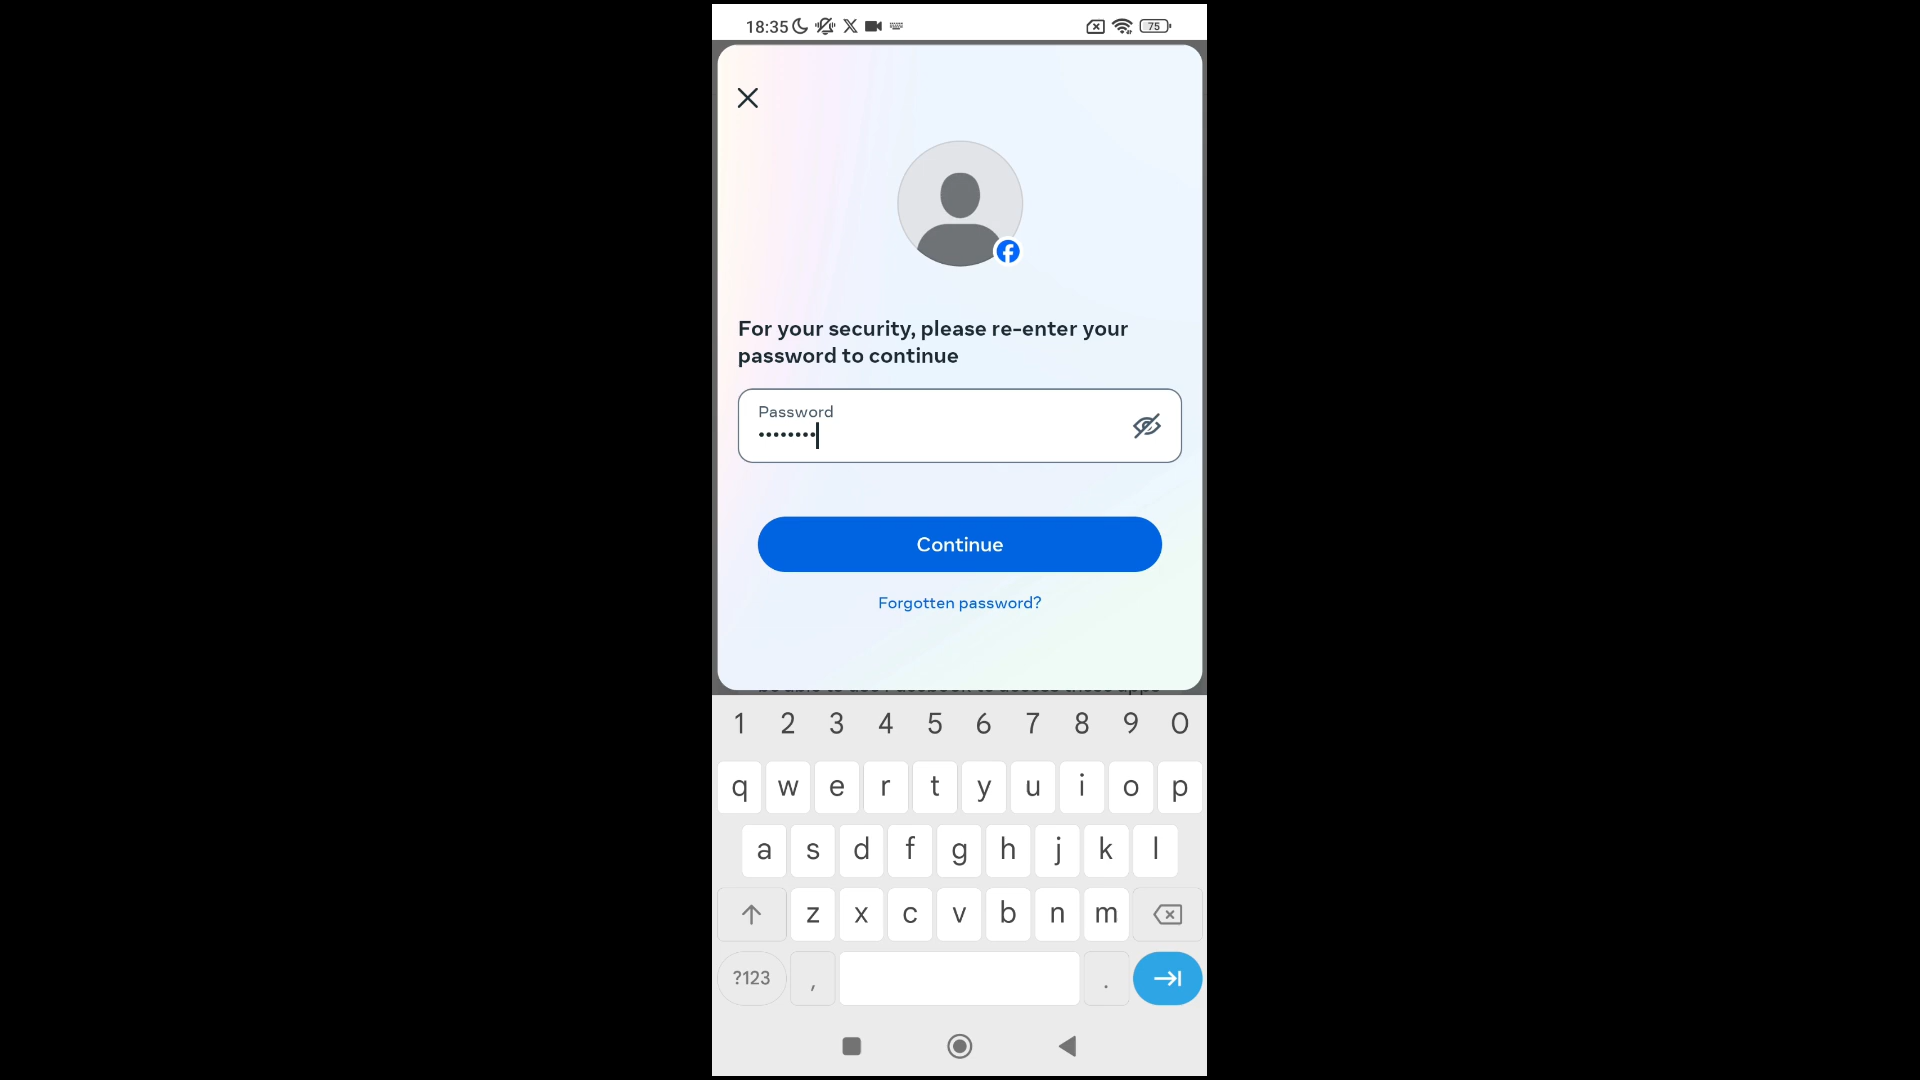 18:35 75
For your security, please re-enter your
password to continue
Password
••••••••
Continue
Forgotten password?
1 2 3 4 5 6 7 8 9 0
q w e r t y u i o p
a s d f g h j k l
z x c v b n m
?123 , .